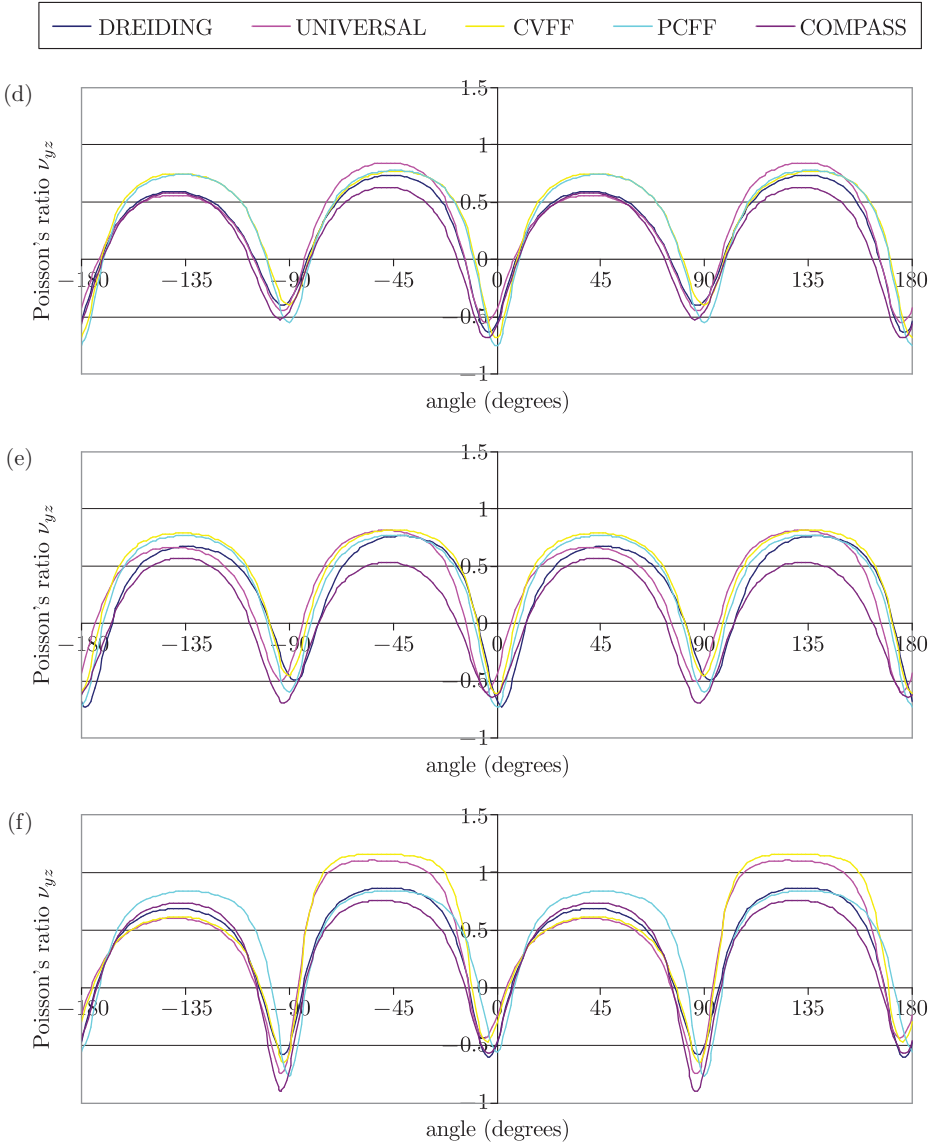 DREIDING UNIVERSAL CVFF PCFF COMPASS
(d)
Poisson's ratio νyz
1.5
1
0.5
0
−0.5
−1
−180 −135 −90 −45 0 45 90 135 180
angle (degrees)
(e)
Poisson's ratio νyz
1.5
1
0.5
0
−0.5
−1
−180 −135 −90 −45 0 45 90 135 180
angle (degrees)
(f)
Poisson's ratio νyz
1.5
1
0.5
0
−0.5
−1
−180 −135 −90 −45 0 45 90 135 180
angle (degrees)